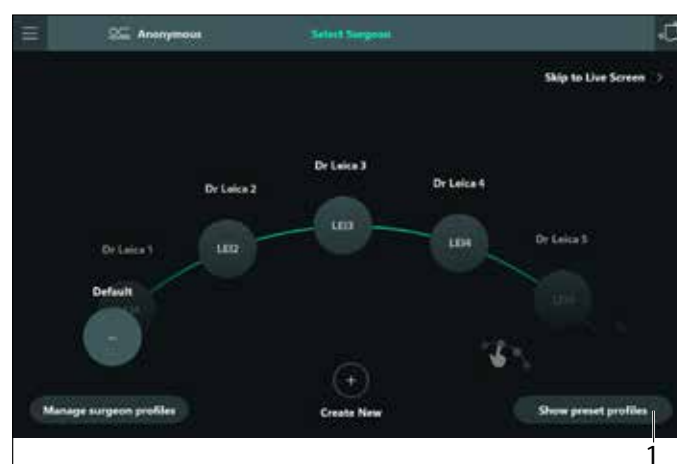 Anonymous
Select Surgeon
Skip to Live Screen
Dr Leica 3
Dr Leica 2
Dr Leica 4
LEI3
LEI2
LEI4
Dr Leica 1
Dr Leica 5
Default
Create New
Manage surgeon profiles
Show preset profiles
1